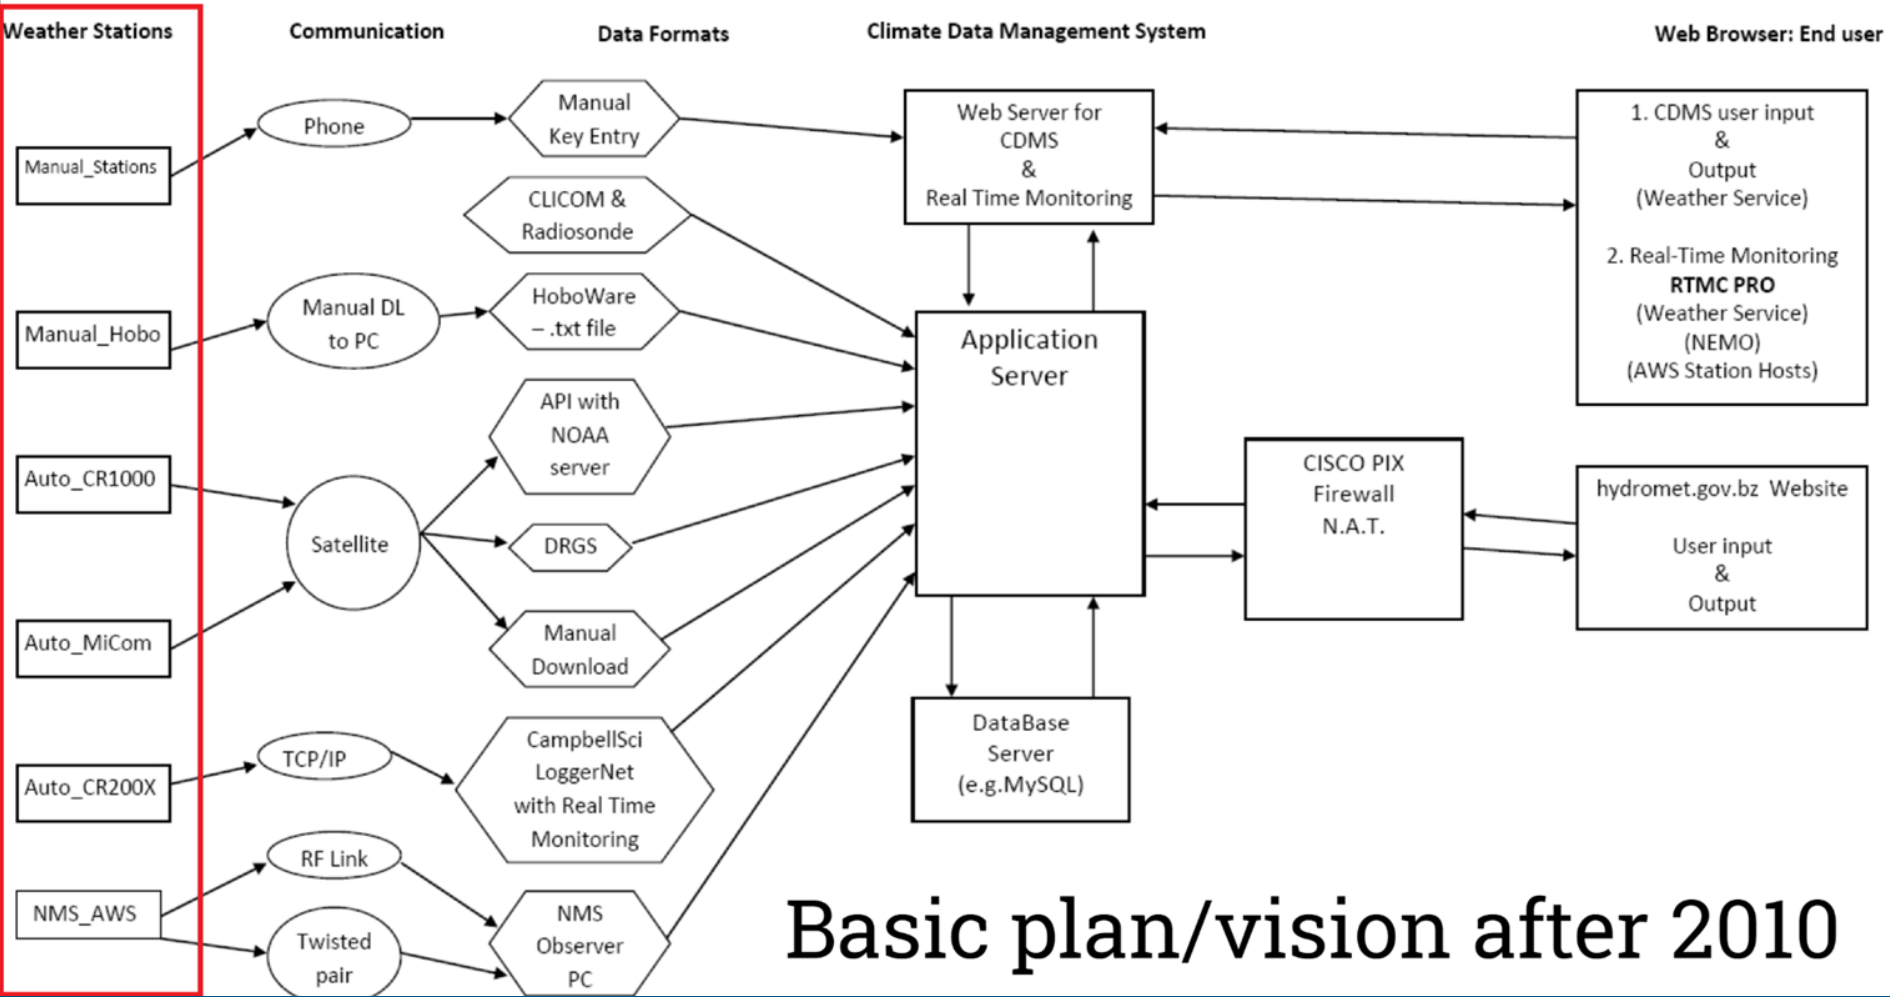 Weather Stations
Communication
Data Formats
Climate Data Management System
Web Browser: End user
Manual_Stations
Manual_Hobo
Auto_CR1000
Auto_MiCom
Auto_CR200X
NMS_AWS
Phone
Manual DL
to PC
Satellite
TCP/IP
RF Link
Twisted
pair
Manual
Key Entry
CLICOM &
Radiosonde
HoboWare
– .txt file
API with
NOAA
server
DRGS
Manual
Download
CampbellSci
LoggerNet
with Real Time
Monitoring
NMS
Observer
PC
Web Server for
CDMS
&
Real Time Monitoring
Application
Server
DataBase
Server
(e.g.MySQL)
CISCO PIX
Firewall
N.A.T.
1. CDMS user input
&
Output
(Weather Service)
2. Real-Time Monitoring
RTMC PRO
(Weather Service)
(NEMO)
(AWS Station Hosts)
hydromet.gov.bz Website
User input
&
Output
Basic plan/vision after 2010